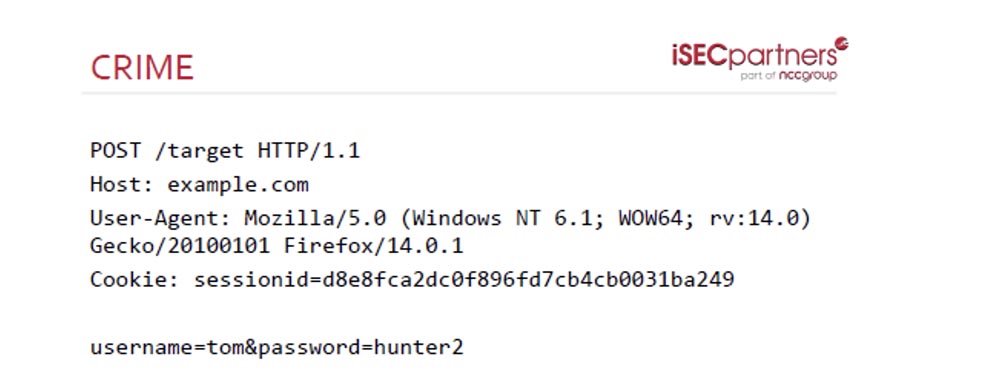 CRIME
iSECpartners
part of nccgroup
POST /target HTTP/1.1
Host: example.com
User-Agent: Mozilla/5.0 (Windows NT 6.1; WOW64; rv:14.0)
Gecko/20100101 Firefox/14.0.1
Cookie: sessionid=d8e8fca2dc0f896fd7cb4cb0031ba249
username=tom&password=hunter2